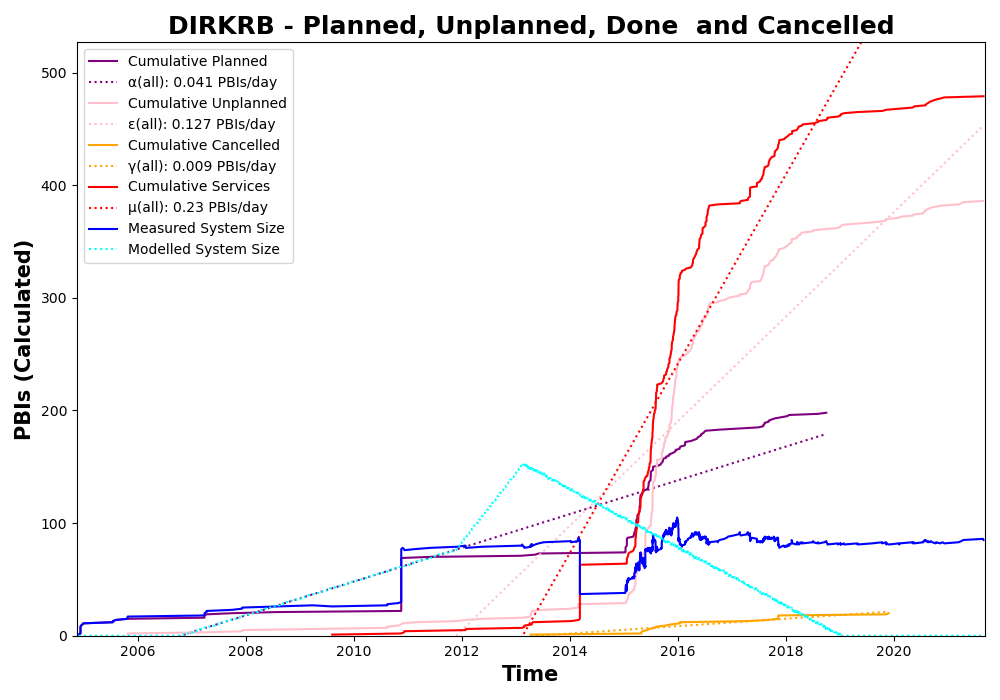 DIRKRB - Planned, Unplanned, Done  and Cancelled
Cumulative Planned
α(all): 0.041 PBIs/day
Cumulative Unplanned
ε(all): 0.127 PBIs/day
Cumulative Cancelled
γ(all): 0.009 PBIs/day
Cumulative Services
μ(all): 0.23 PBIs/day
Measured System Size
Modelled System Size
PBIs (Calculated)
500
400
300
200
100
0
2006 2008 2010 2012 2014 2016 2018 2020
Time